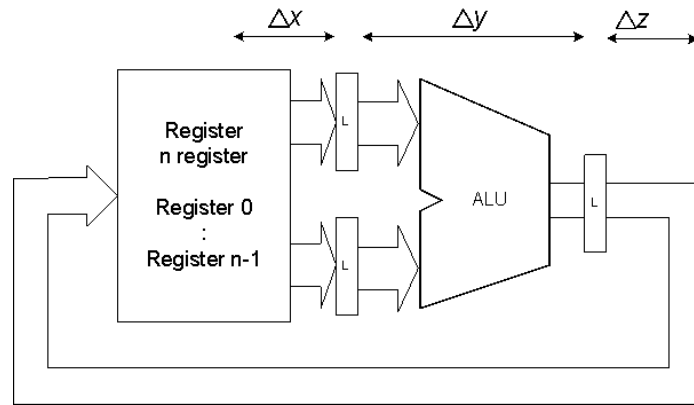 Δx
Δy
Δz
Register
n register
Register 0
:
Register n-1
L
L
ALU
L